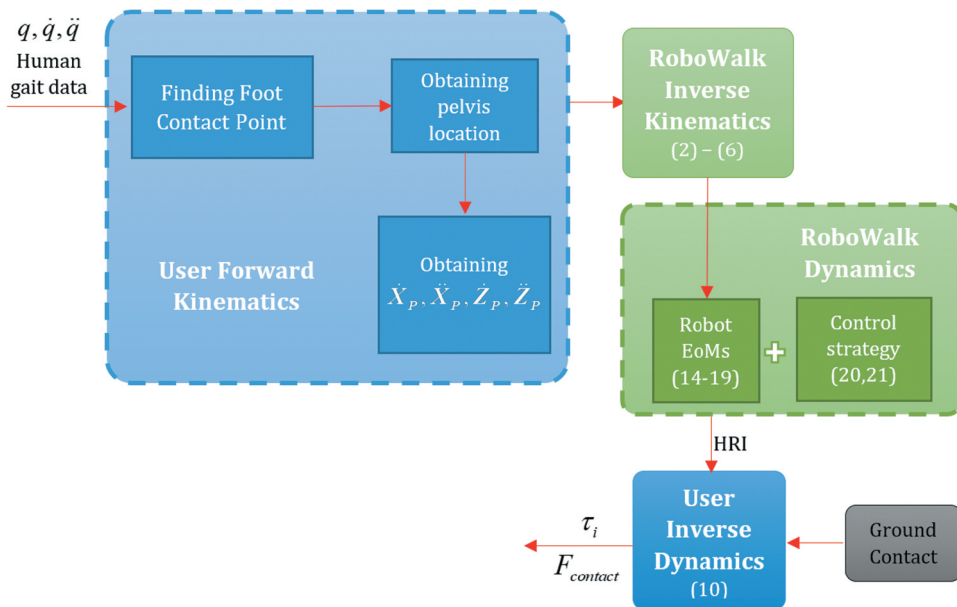 q, q̇, q̈
Human
gait data
Finding Foot
Contact Point
Obtaining
pelvis
location
Obtaining
Ẋ_P, Ẍ_P, Ż_P, Z̈_P
User Forward
Kinematics
RoboWalk
Inverse
Kinematics
(2) – (6)
RoboWalk
Dynamics
Robot
EoMs
(14-19)
+
Control
strategy
(20,21)
HRI
User
Inverse
Dynamics
(10)
Ground
Contact
τ_i
F_contact